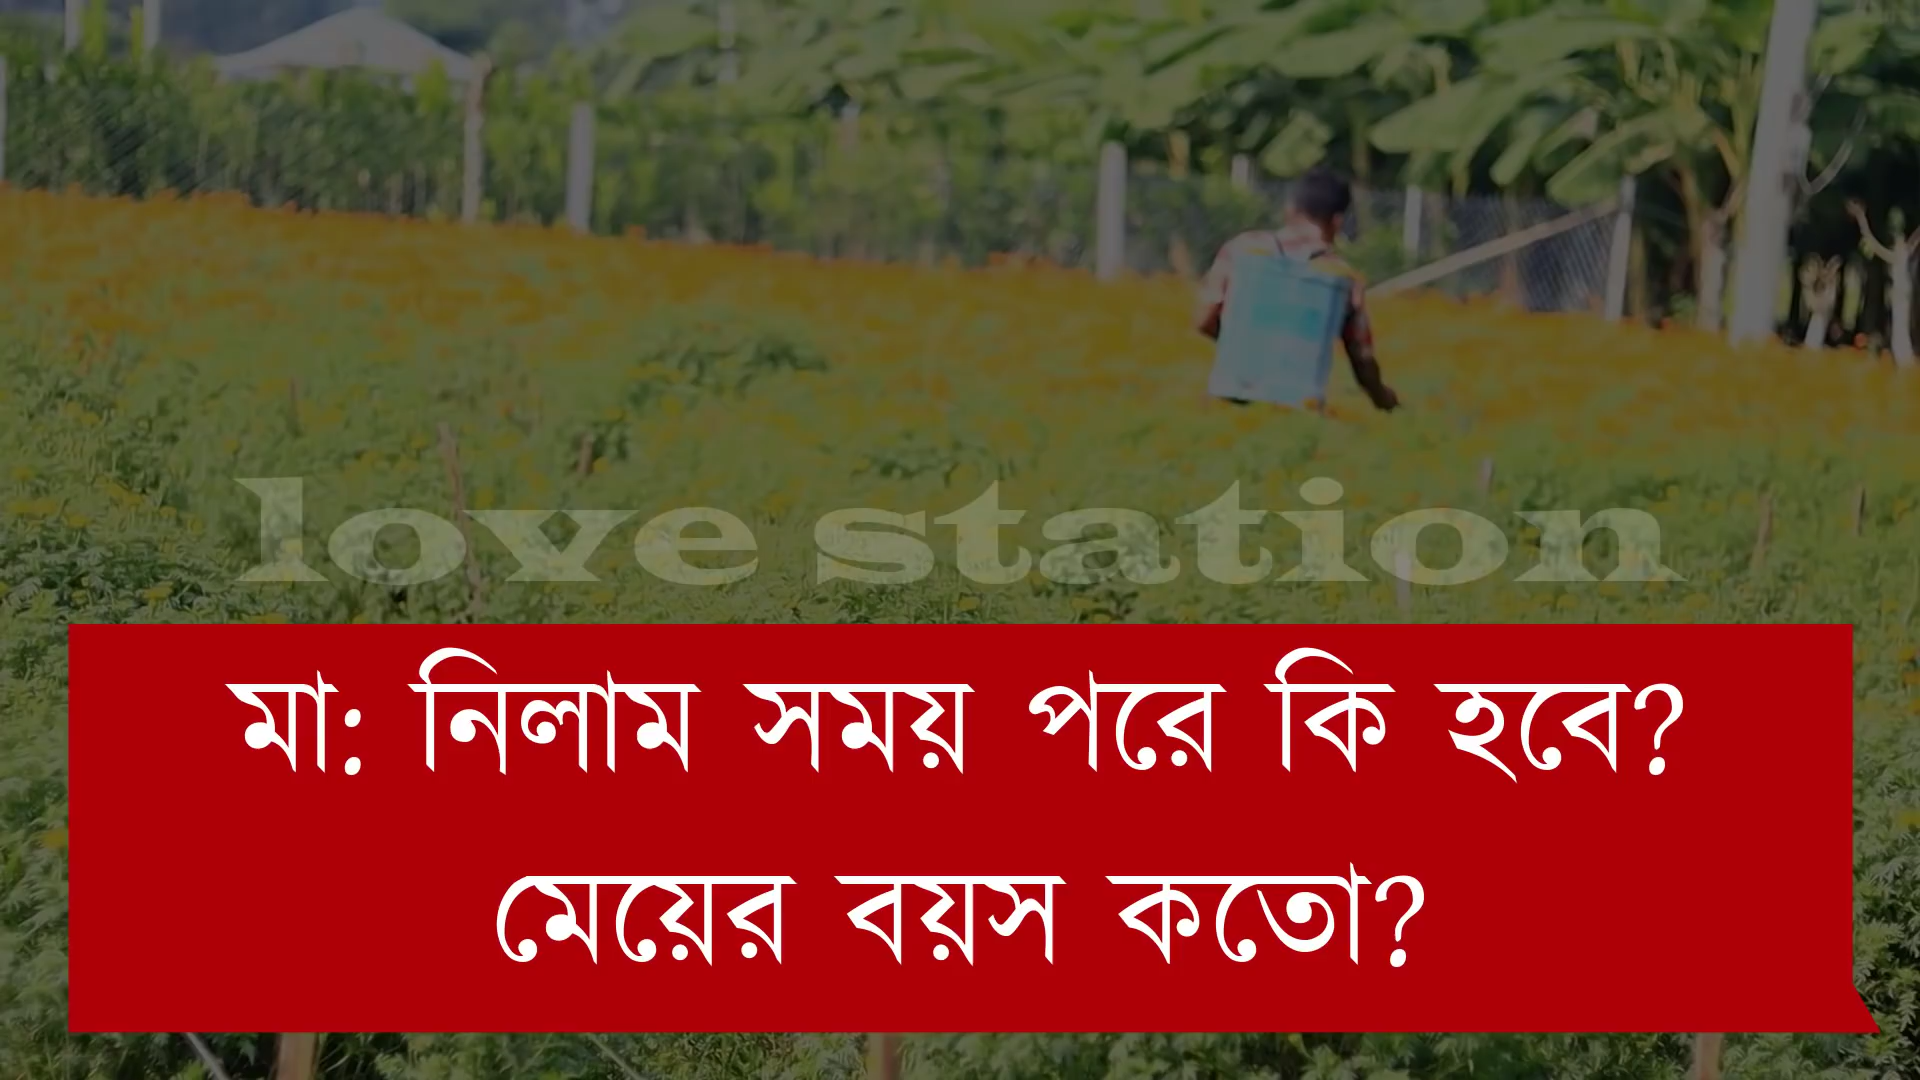 love station
মা: নিলাম সময় পরে কি হবে?
মেয়ের বয়স কতো?